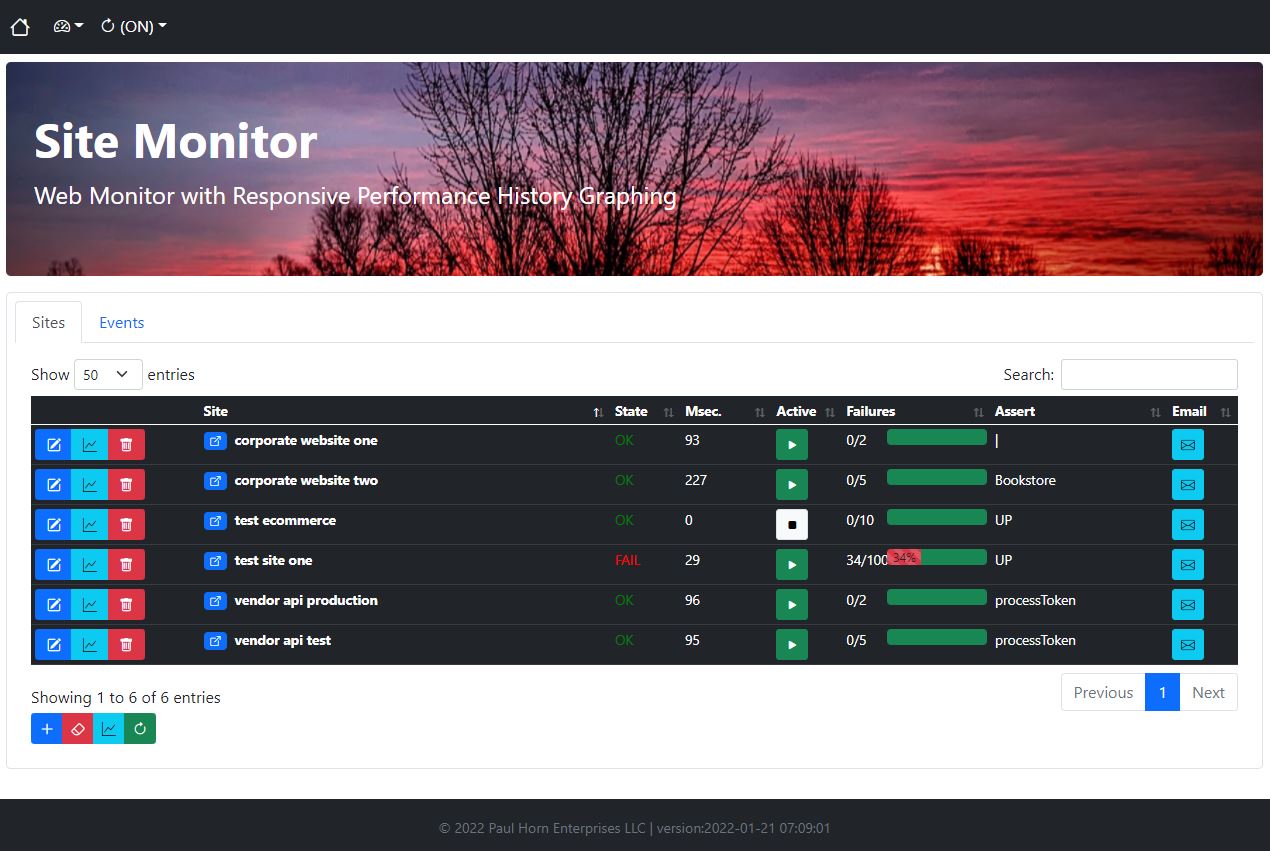 (ON)
Site Monitor
Web Monitor with Responsive Performance History Graphing
Sites Events
Show 50 entries Search:
Site State Msec. Active Failures Assert Email
corporate website one OK 93 0/2 |
corporate website two OK 227 0/5 Bookstore
test ecommerce OK 0 0/10 UP
test site one FAIL 29 34/100 34% UP
vendor api production OK 96 0/2 processToken
vendor api test OK 95 0/5 processToken
Showing 1 to 6 of 6 entries Previous 1 Next
© 2022 Paul Horn Enterprises LLC | version:2022-01-21 07:09:01